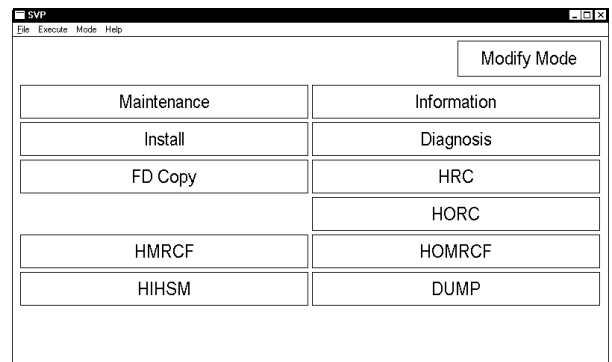 SVP
File Execute Mode Help
Modify Mode
Maintenance Information
Install Diagnosis
FD Copy HRC
HORC
HMRCF HOMRCF
HIHSM DUMP